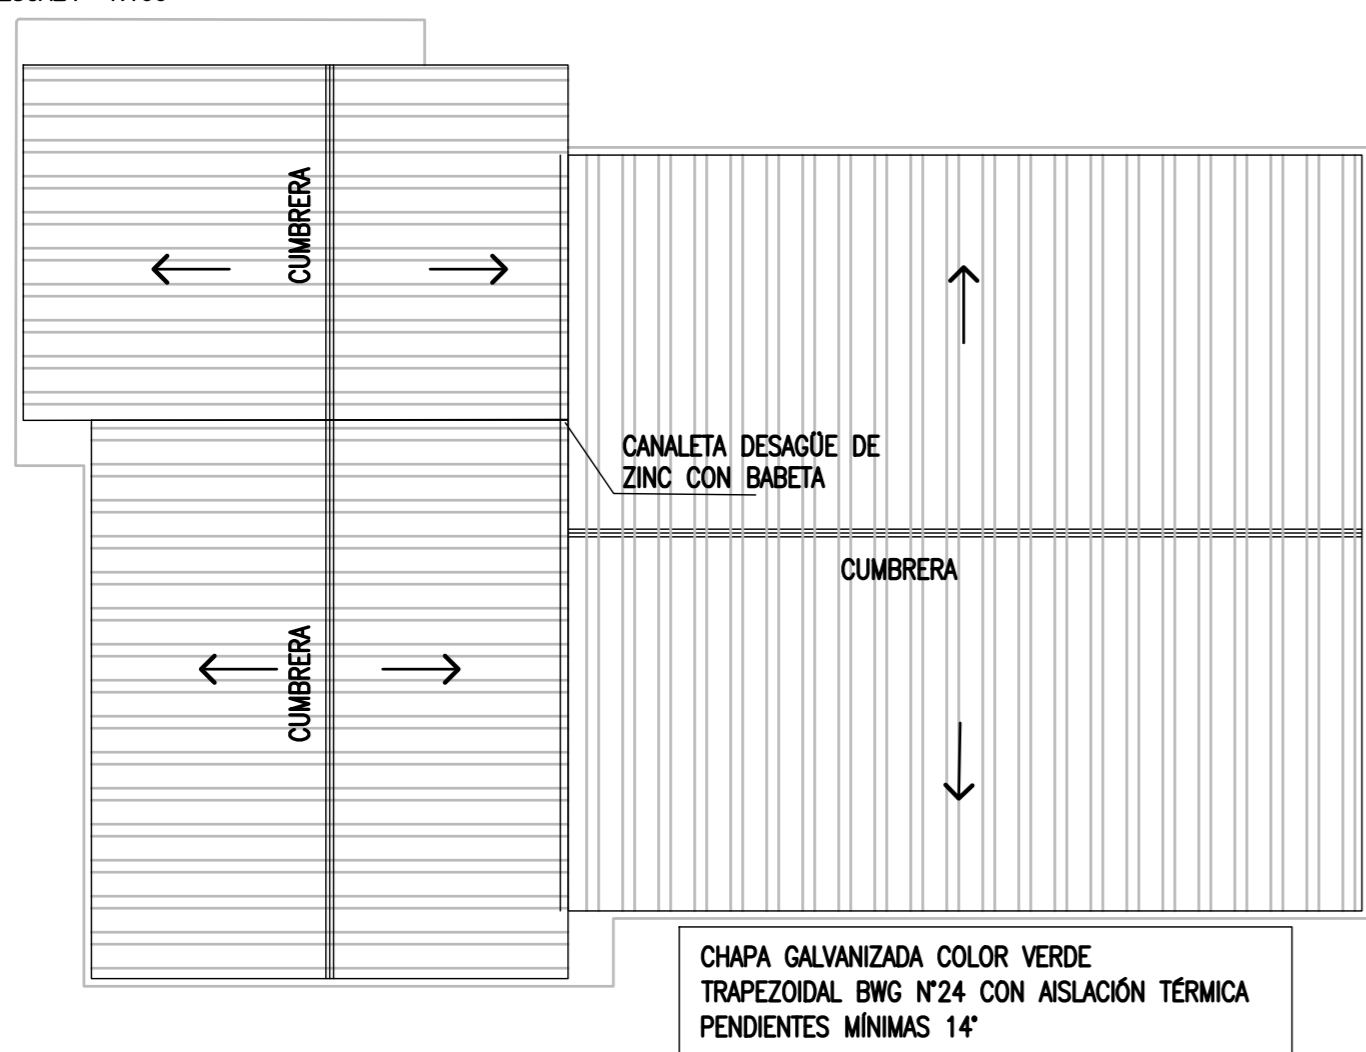 CUMBRERA
CANALETA DESAGÜE DE
ZINC CON BABETA
CUMBRERA
CUMBRERA
CHAPA GALVANIZADA COLOR VERDE
TRAPEZOIDAL BWG N°24 CON AISLACIÓN TÉRMICA
PENDIENTES MÍNIMAS 14°